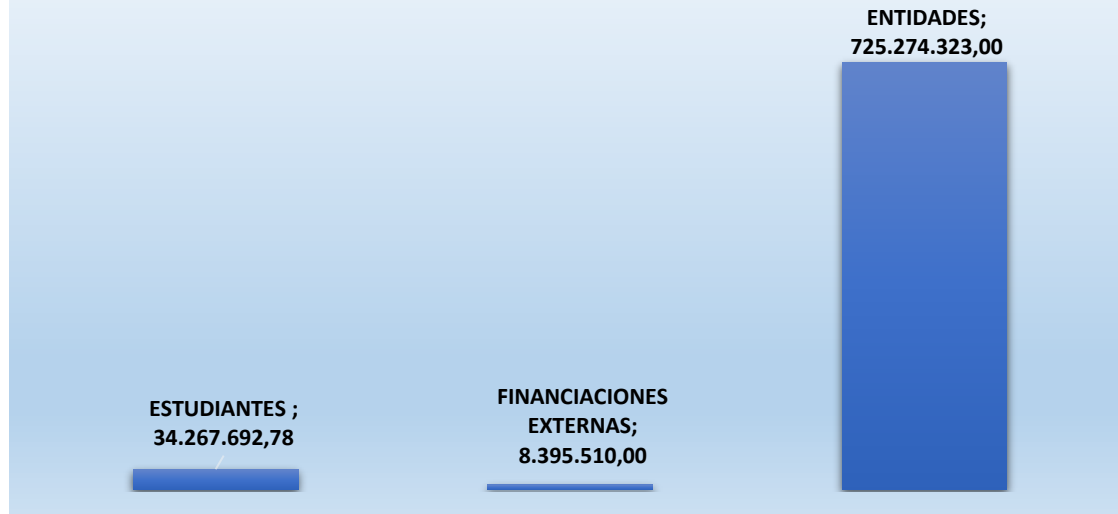 ENTIDADES;
725.274.323,00
ESTUDIANTES ;
34.267.692,78
FINANCIACIONES
EXTERNAS;
8.395.510,00